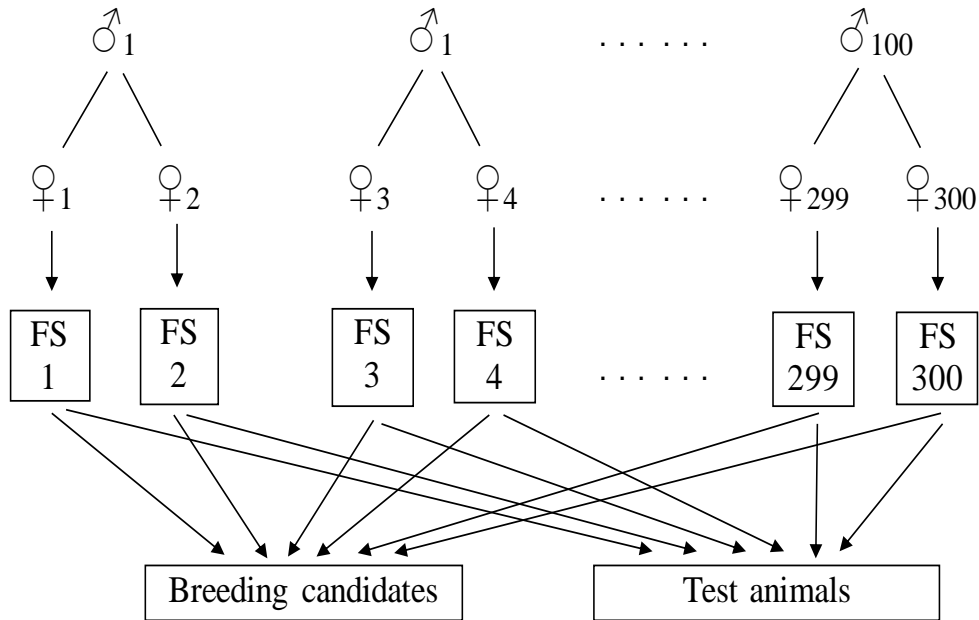 ♂1 ♂1 . . . . . . ♂100
♀1 ♀2 ♀3 ♀4 . . . . . . ♀299 ♀300
FS FS FS FS FS FS
1 2 3 4 . . . . . . 299 300
Breeding candidates Test animals